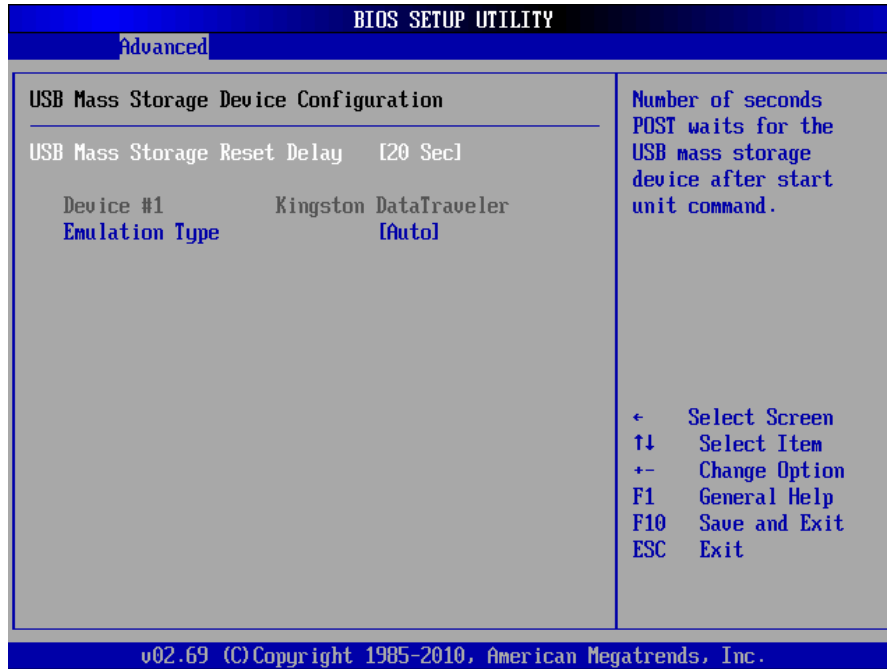 BIOS SETUP UTILITY
Advanced
USB Mass Storage Device Configuration
USB Mass Storage Reset Delay [20 Sec]
Device #1 Kingston DataTraveler
Emulation Type [Auto]
Number of seconds
POST waits for the
USB mass storage
device after start
unit command.
← Select Screen
↑↓ Select Item
+- Change Option
F1 General Help
F10 Save and Exit
ESC Exit
v02.69 (C)Copyright 1985-2010, American Megatrends, Inc.